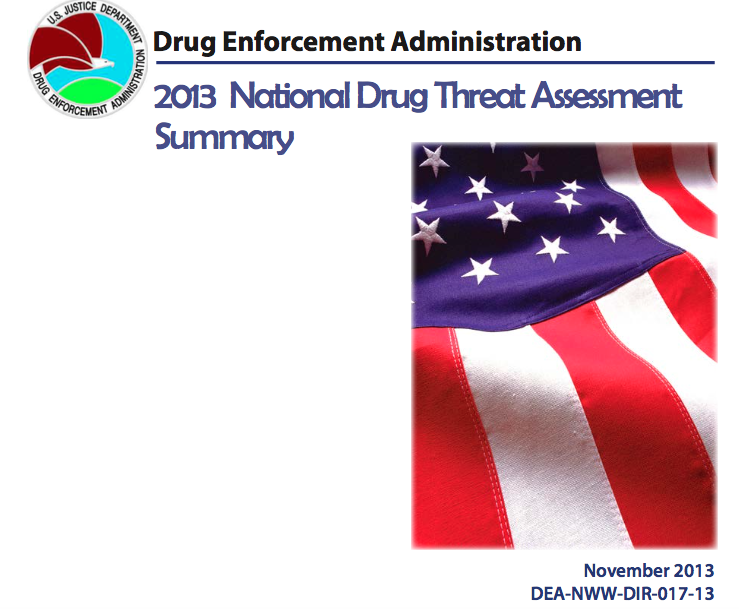 U.S. JUSTICE DEPARTMENT
DRUG ENFORCEMENT ADMINISTRATION
Drug Enforcement Administration
2013 National Drug Threat Assessment
Summary
November 2013
DEA-NWW-DIR-017-13